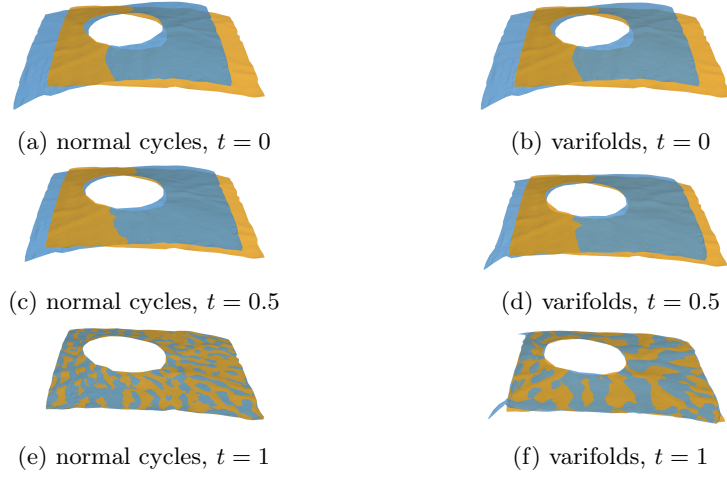 (a) normal cycles, t = 0
(b) varifolds, t = 0
(c) normal cycles, t = 0.5
(d) varifolds, t = 0.5
(e) normal cycles, t = 1
(f) varifolds, t = 1